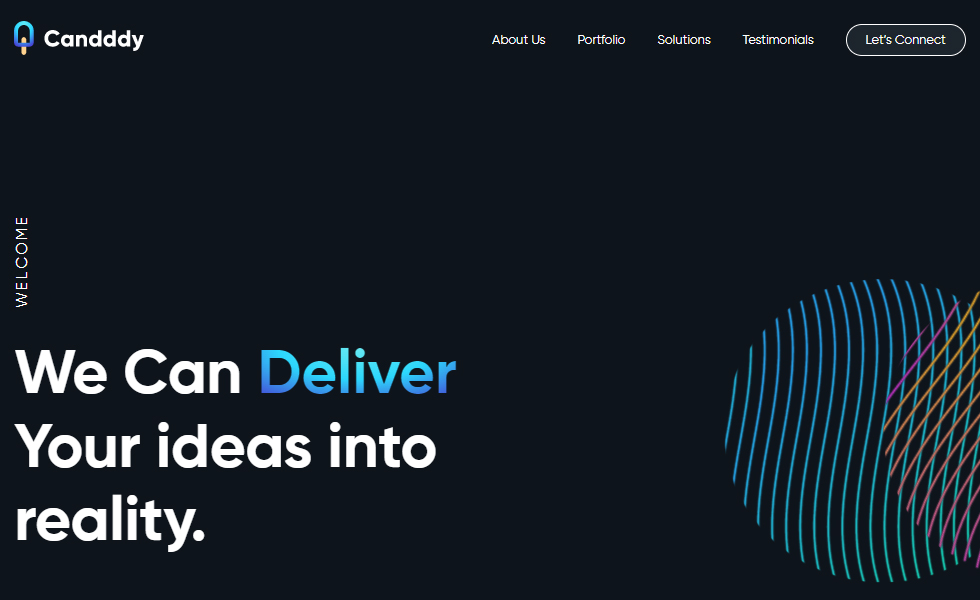 Candddy
About Us
Portfolio
Solutions
Testimonials
Let's Connect
WELCOME
We Can Deliver
Your ideas into
reality.